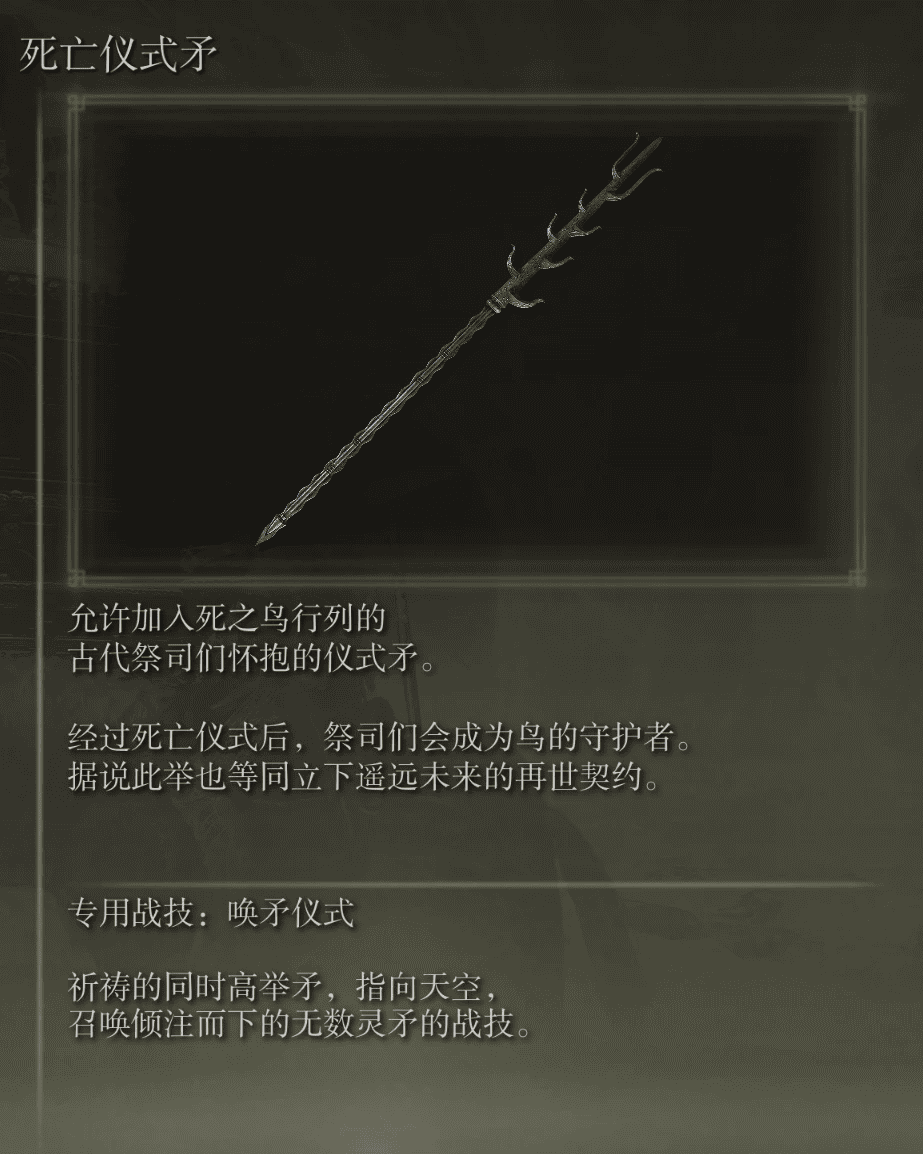 死亡仪式矛
允许加入死之鸟行列的
古代祭司们怀抱的仪式矛。
经过死亡仪式后，祭司们会成为鸟的守护者。
据说此举也等同立下遥远未来的再世契约。
专用战技：唤矛仪式
祈祷的同时高举矛，指向天空，
召唤倾注而下的无数灵矛的战技。